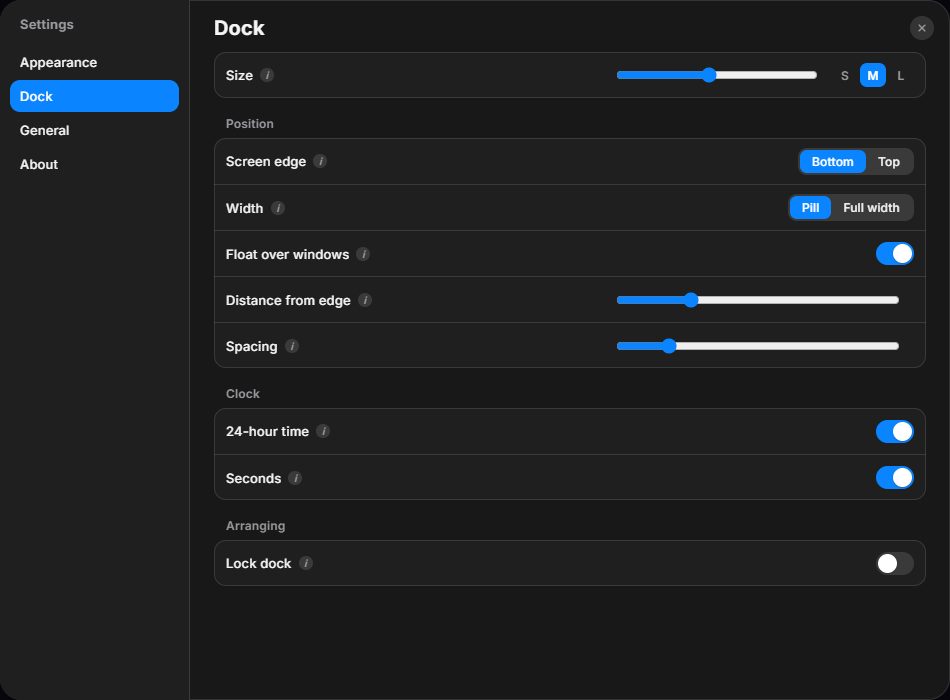 Settings
Appearance
Dock
General
About
Dock
Size i S M L
Position
Screen edge i Bottom Top
Width i Pill Full width
Float over windows i
Distance from edge i
Spacing i
Clock
24-hour time i
Seconds i
Arranging
Lock dock i